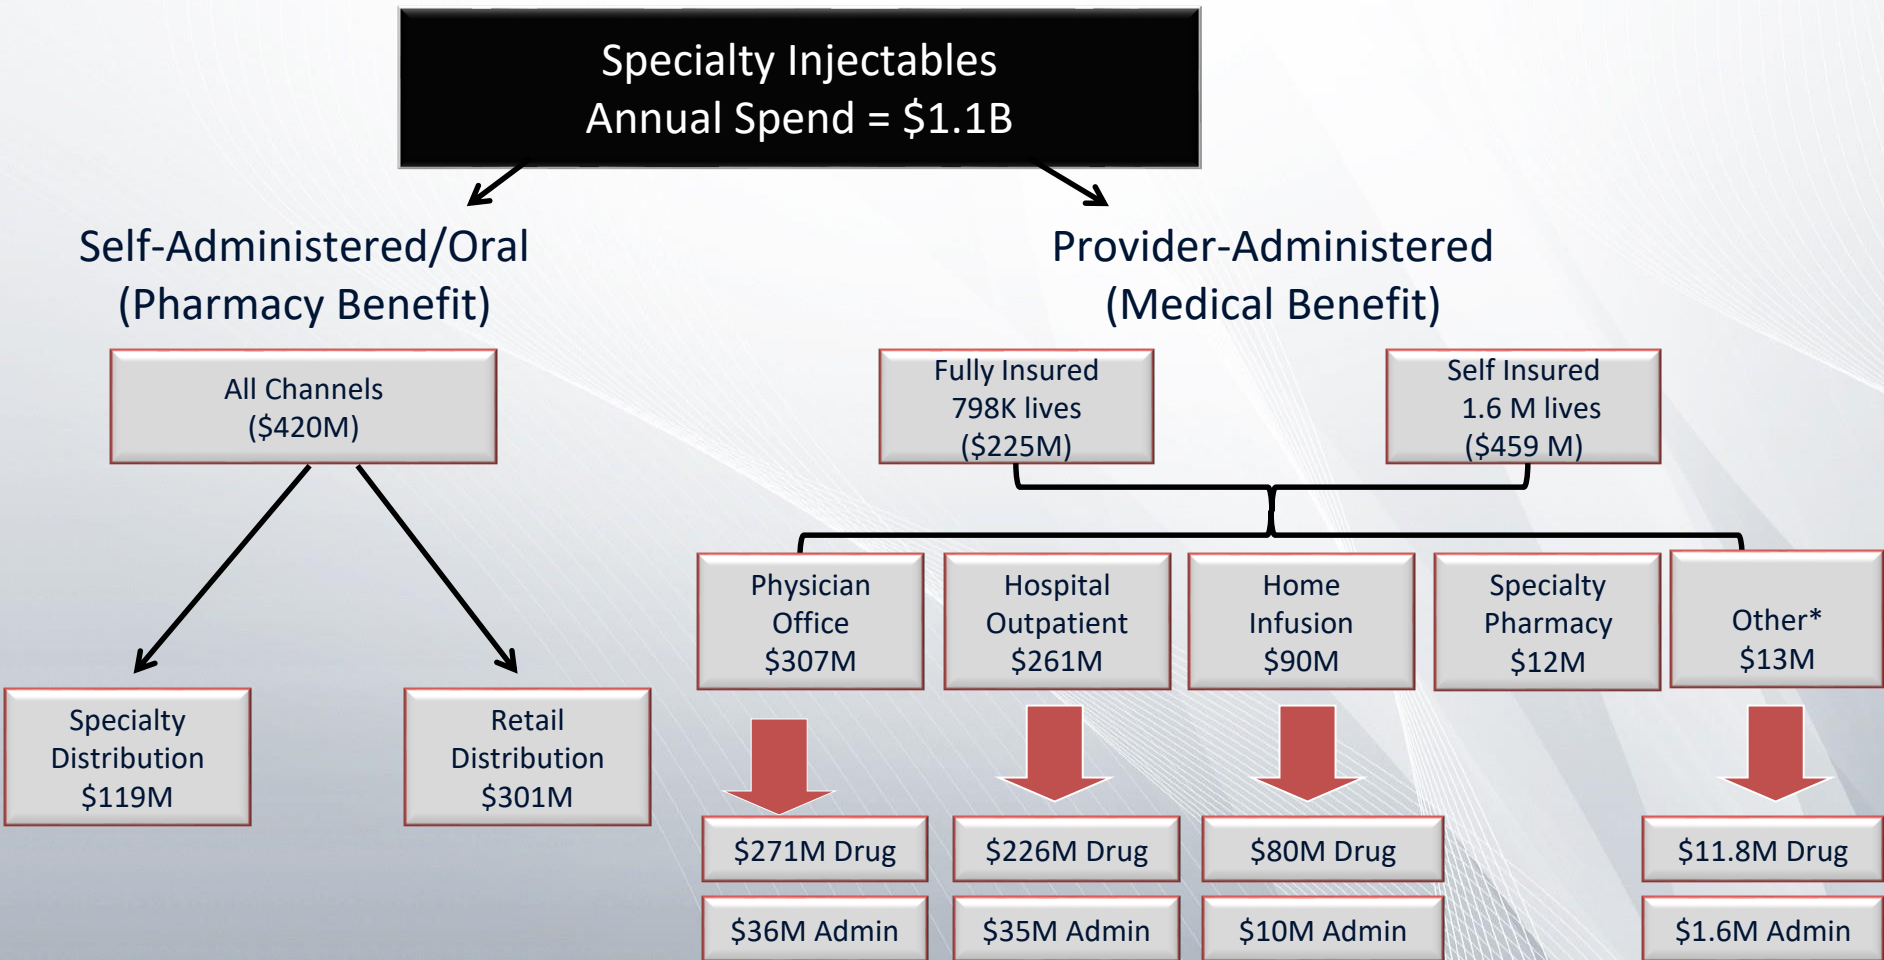 Specialty Injectables
Annual Spend = $1.1B
Self-Administered/Oral
(Pharmacy Benefit)
Provider-Administered
(Medical Benefit)
All Channels
($420M)
Fully Insured
798K lives
($225M)
Self Insured
1.6 M lives
($459 M)
Specialty
Distribution
$119M
Retail
Distribution
$301M
Physician
Office
$307M
Hospital
Outpatient
$261M
Home
Infusion
$90M
Specialty
Pharmacy
$12M
Other*
$13M
$271M Drug
$226M Drug
$80M Drug
$11.8M Drug
$36M Admin
$35M Admin
$10M Admin
$1.6M Admin